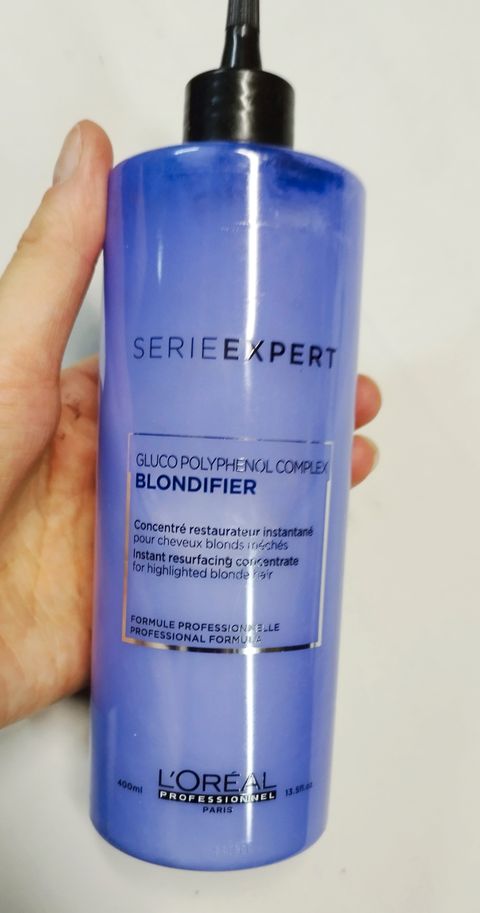 SERIEEXPERT
GLUCO POLYPHENOL COMPLEX
BLONDIFIER
Concentré restaurateur instantané
pour cheveux blonds méchés
Instant resurfacing concentrate
for highlighted blonde hair
FORMULE PROFESSIONNELLE
PROFESSIONAL FORMULA
400ml
L'ORÉAL
PROFESSIONNEL
PARIS
13.5fl.oz